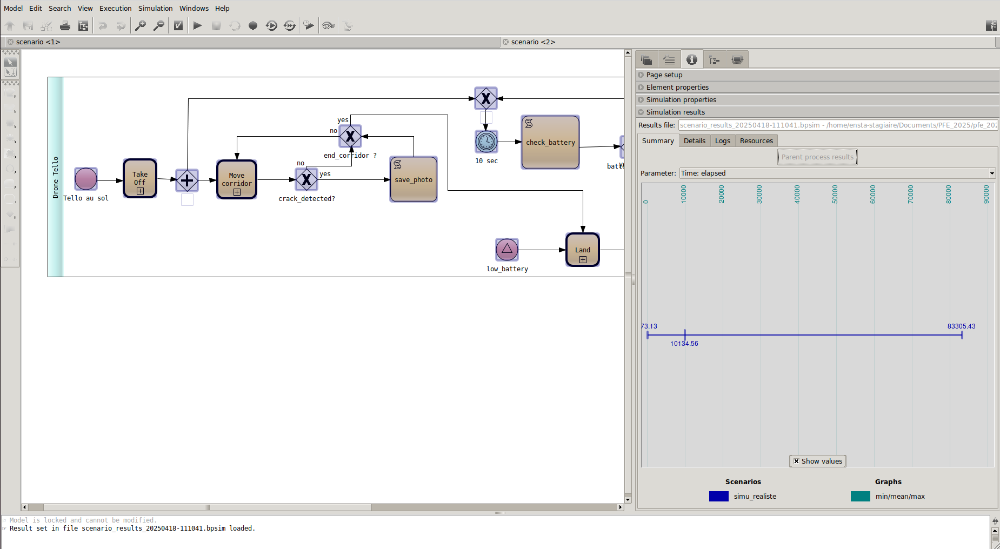 Model Edit Search View Execution Simulation Windows Help
scenario <1>
scenario <2>
Drone Tello
Tello au sol
Take
Off
Move
corridor
no
yes
crack_detected?
yes
no
end_corridor ?
save_photo
10 sec
check_battery
low_battery
Land
Page setup
Element properties
Simulation properties
Simulation results
Results file: scenario_results_20250418-111041.bpsim - /home/ensta-stagiaire/Documents/PFE_2025/pfe_202
Summary Details Logs Resources
Parent process results
Parameter: Time: elapsed
0 10000 20000 30000 40000 50000 60000 70000 80000 90000
73.13
83305.43
10134.56
Show values
Scenarios
simu_realiste
Graphs
min/mean/max
Model is locked and cannot be modified.
Result set in file scenario_results_20250418-111041.bpsim loaded.